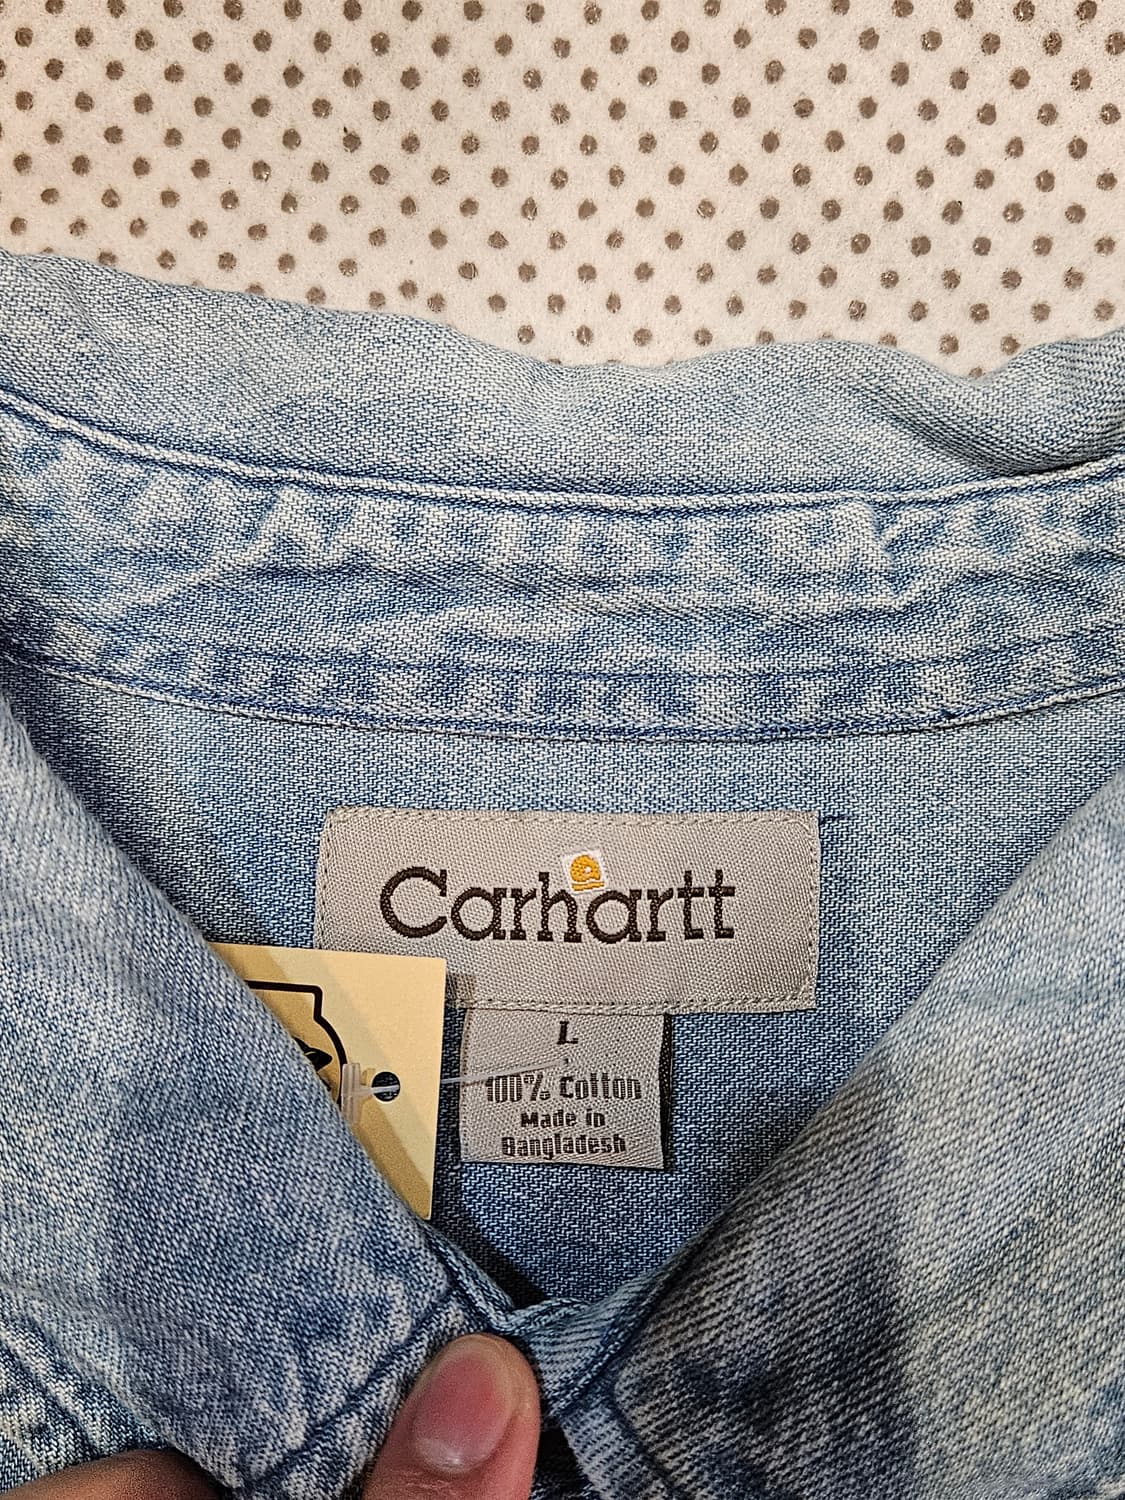 Carhartt
L
100% Cotton
Made in
Bangladesh